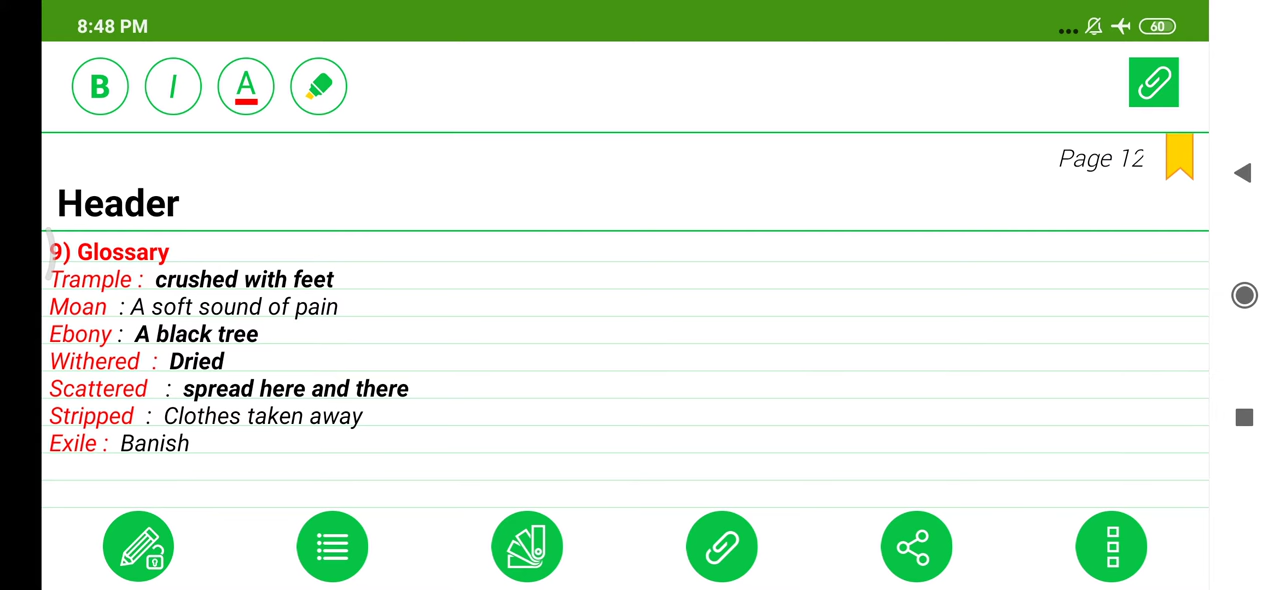 8:48 PM
60
B I A
Page 12
Header
9) Glossary
Trample : crushed with feet
Moan : A soft sound of pain
Ebony : A black tree
Withered : Dried
Scattered : spread here and there
Stripped : Clothes taken away
Exile : Banish